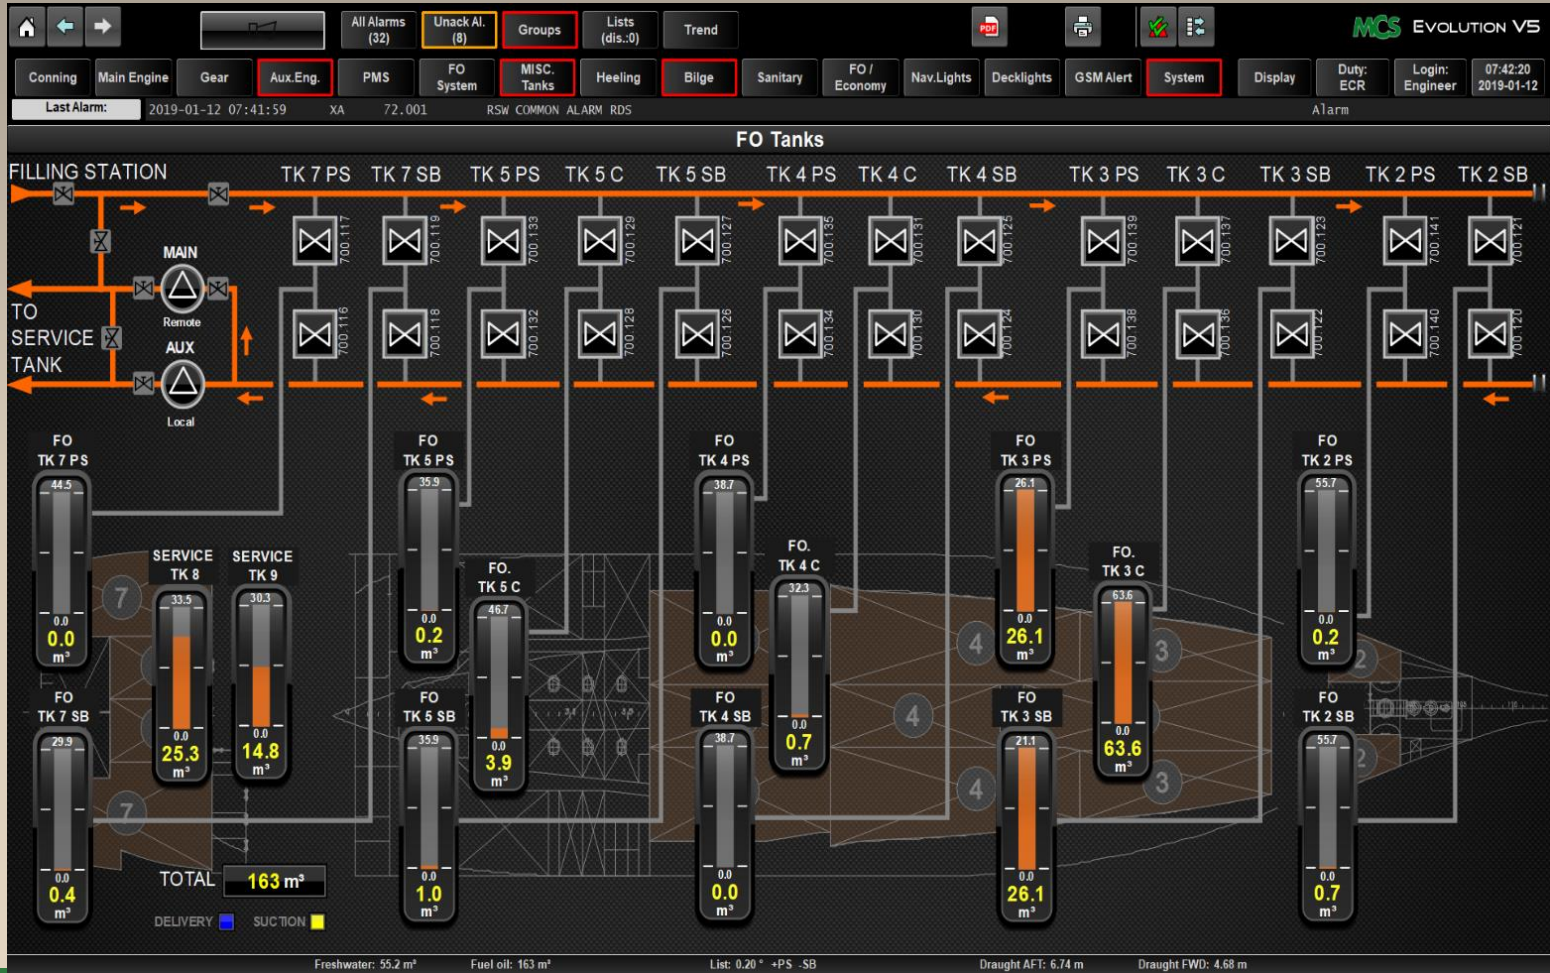 All Alarms
(32)
Unack Al.
(8)
Groups
Lists
(dis.:0)
Trend
PDF
MCS EVOLUTION V5
Conning
Main Engine
Gear
Aux.Eng.
PMS
FO
System
MISC.
Tanks
Heeling
Bilge
Sanitary
FO /
Economy
Nav.Lights
Decklights
GSM Alert
System
Display
Duty:
ECR
Login:
Engineer
07:42:20
2019-01-12
Last Alarm: 2019-01-12 07:41:59 XA 72.001 RSW COMMON ALARM RDS Alarm
FO Tanks
FILLING STATION TK 7 PS TK 7 SB TK 5 PS TK 5 C TK 5 SB TK 4 PS TK 4 C TK 4 SB TK 3 PS TK 3 C TK 3 SB TK 2 PS TK 2 SB
700.117 700.119 700.133 700.129 700.127 700.135 700.131 700.125 700.139 700.137 700.123 700.141 700.121
MAIN
Remote
TO
SERVICE
TANK
700.116 700.118 700.132 700.128 700.126 700.134 700.130 700.124 700.138 700.136 700.122 700.140 700.120
AUX
Local
FO
TK 7 PS
44.5
0.0
0.0
m³
FO
TK 5 PS
35.9
0.0
0.2
m³
FO
TK 4 PS
38.7
0.0
0.0
m³
FO
TK 3 PS
26.1
0.0
26.1
m³
FO
TK 2 PS
55.7
0.0
0.2
m³
SERVICE
TK 8
33.5
0.0
25.3
m³
SERVICE
TK 9
30.3
0.0
14.8
m³
FO.
TK 5 C
46.7
0.0
3.9
m³
FO.
TK 4 C
32.3
0.0
0.7
m³
FO.
TK 3 C
63.6
0.0
63.6
m³
7
4
3
2
4
7
4
3
2
FO
TK 7 SB
29.9
0.0
0.4
m³
FO
TK 5 SB
35.9
0.0
1.0
m³
FO
TK 4 SB
38.7
0.0
0.0
m³
FO
TK 3 SB
21.1
0.0
26.1
m³
FO
TK 2 SB
55.7
0.0
0.7
m³
TOTAL 163 m³
DELIVERY SUCTION
Freshwater: 55.2 m³ Fuel oil: 163 m³ List: 0.20 ° +PS -SB Draught AFT: 6.74 m Draught FWD: 4.68 m